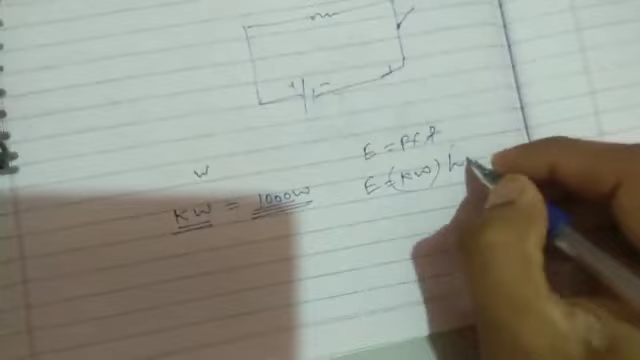 + -
W
KW = 1000W
E = P × t
E = (KW) h